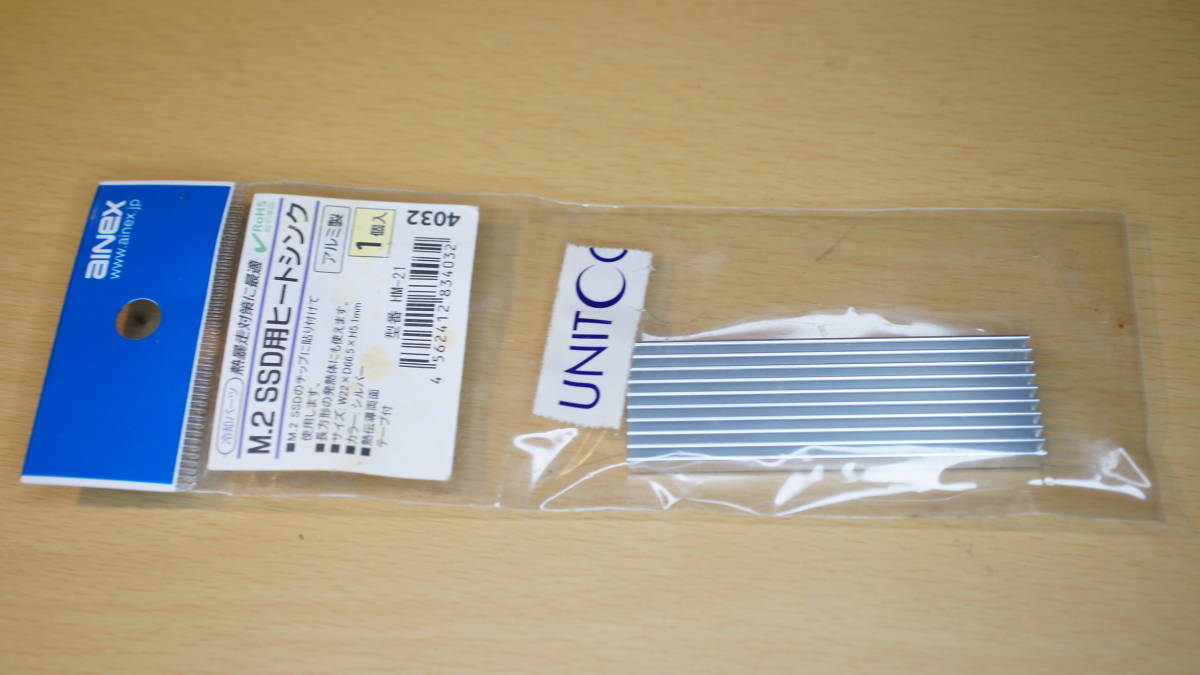 aiNex
www.ainex.jp
冷却パーツ 熱暴走対策に最適
RoHS
M.2 SSD用ヒートシンク
■M.2 SSDのチップに貼り付けて
使用します。
■長方形の発熱体にも使えます。
■サイズ W22×D66.5×H5.1mm
■カラー シルバー
■熱伝導両面
テープ付
アルミ製
1個入
型番 HM-21
4 562412 834032
4032
UNITC